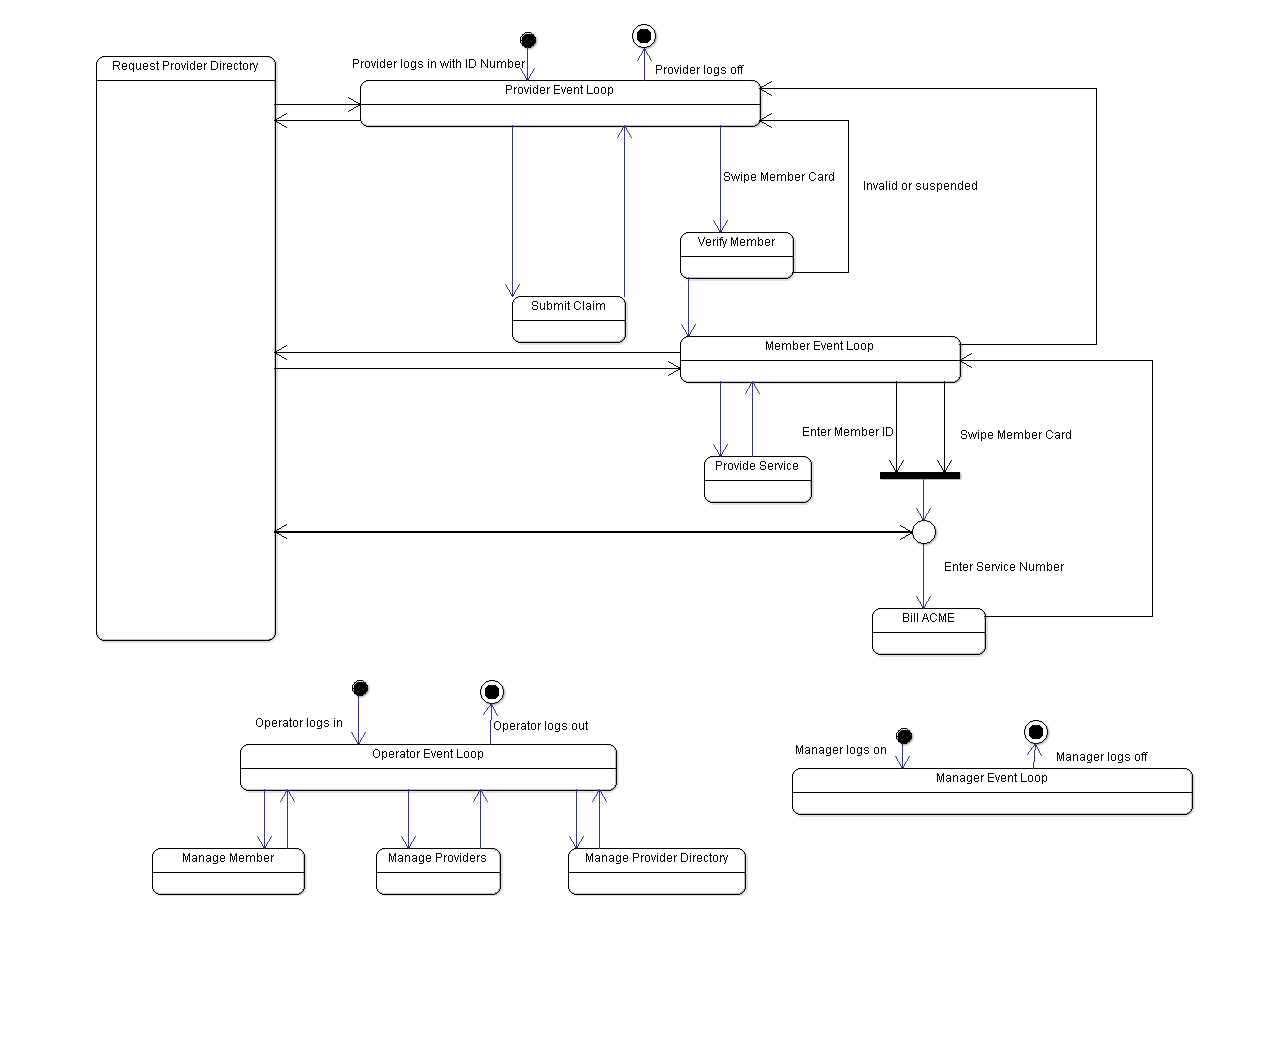 Request Provider Directory
Provider logs in with ID Number
Provider logs off
Provider Event Loop
Swipe Member Card
Invalid or suspended
Verify Member
Submit Claim
Member Event Loop
Enter Member ID
Swipe Member Card
Provide Service
Enter Service Number
Bill ACME
Operator logs in
Operator logs out
Operator Event Loop
Manager logs on
Manager logs off
Manager Event Loop
Manage Member
Manage Providers
Manage Provider Directory